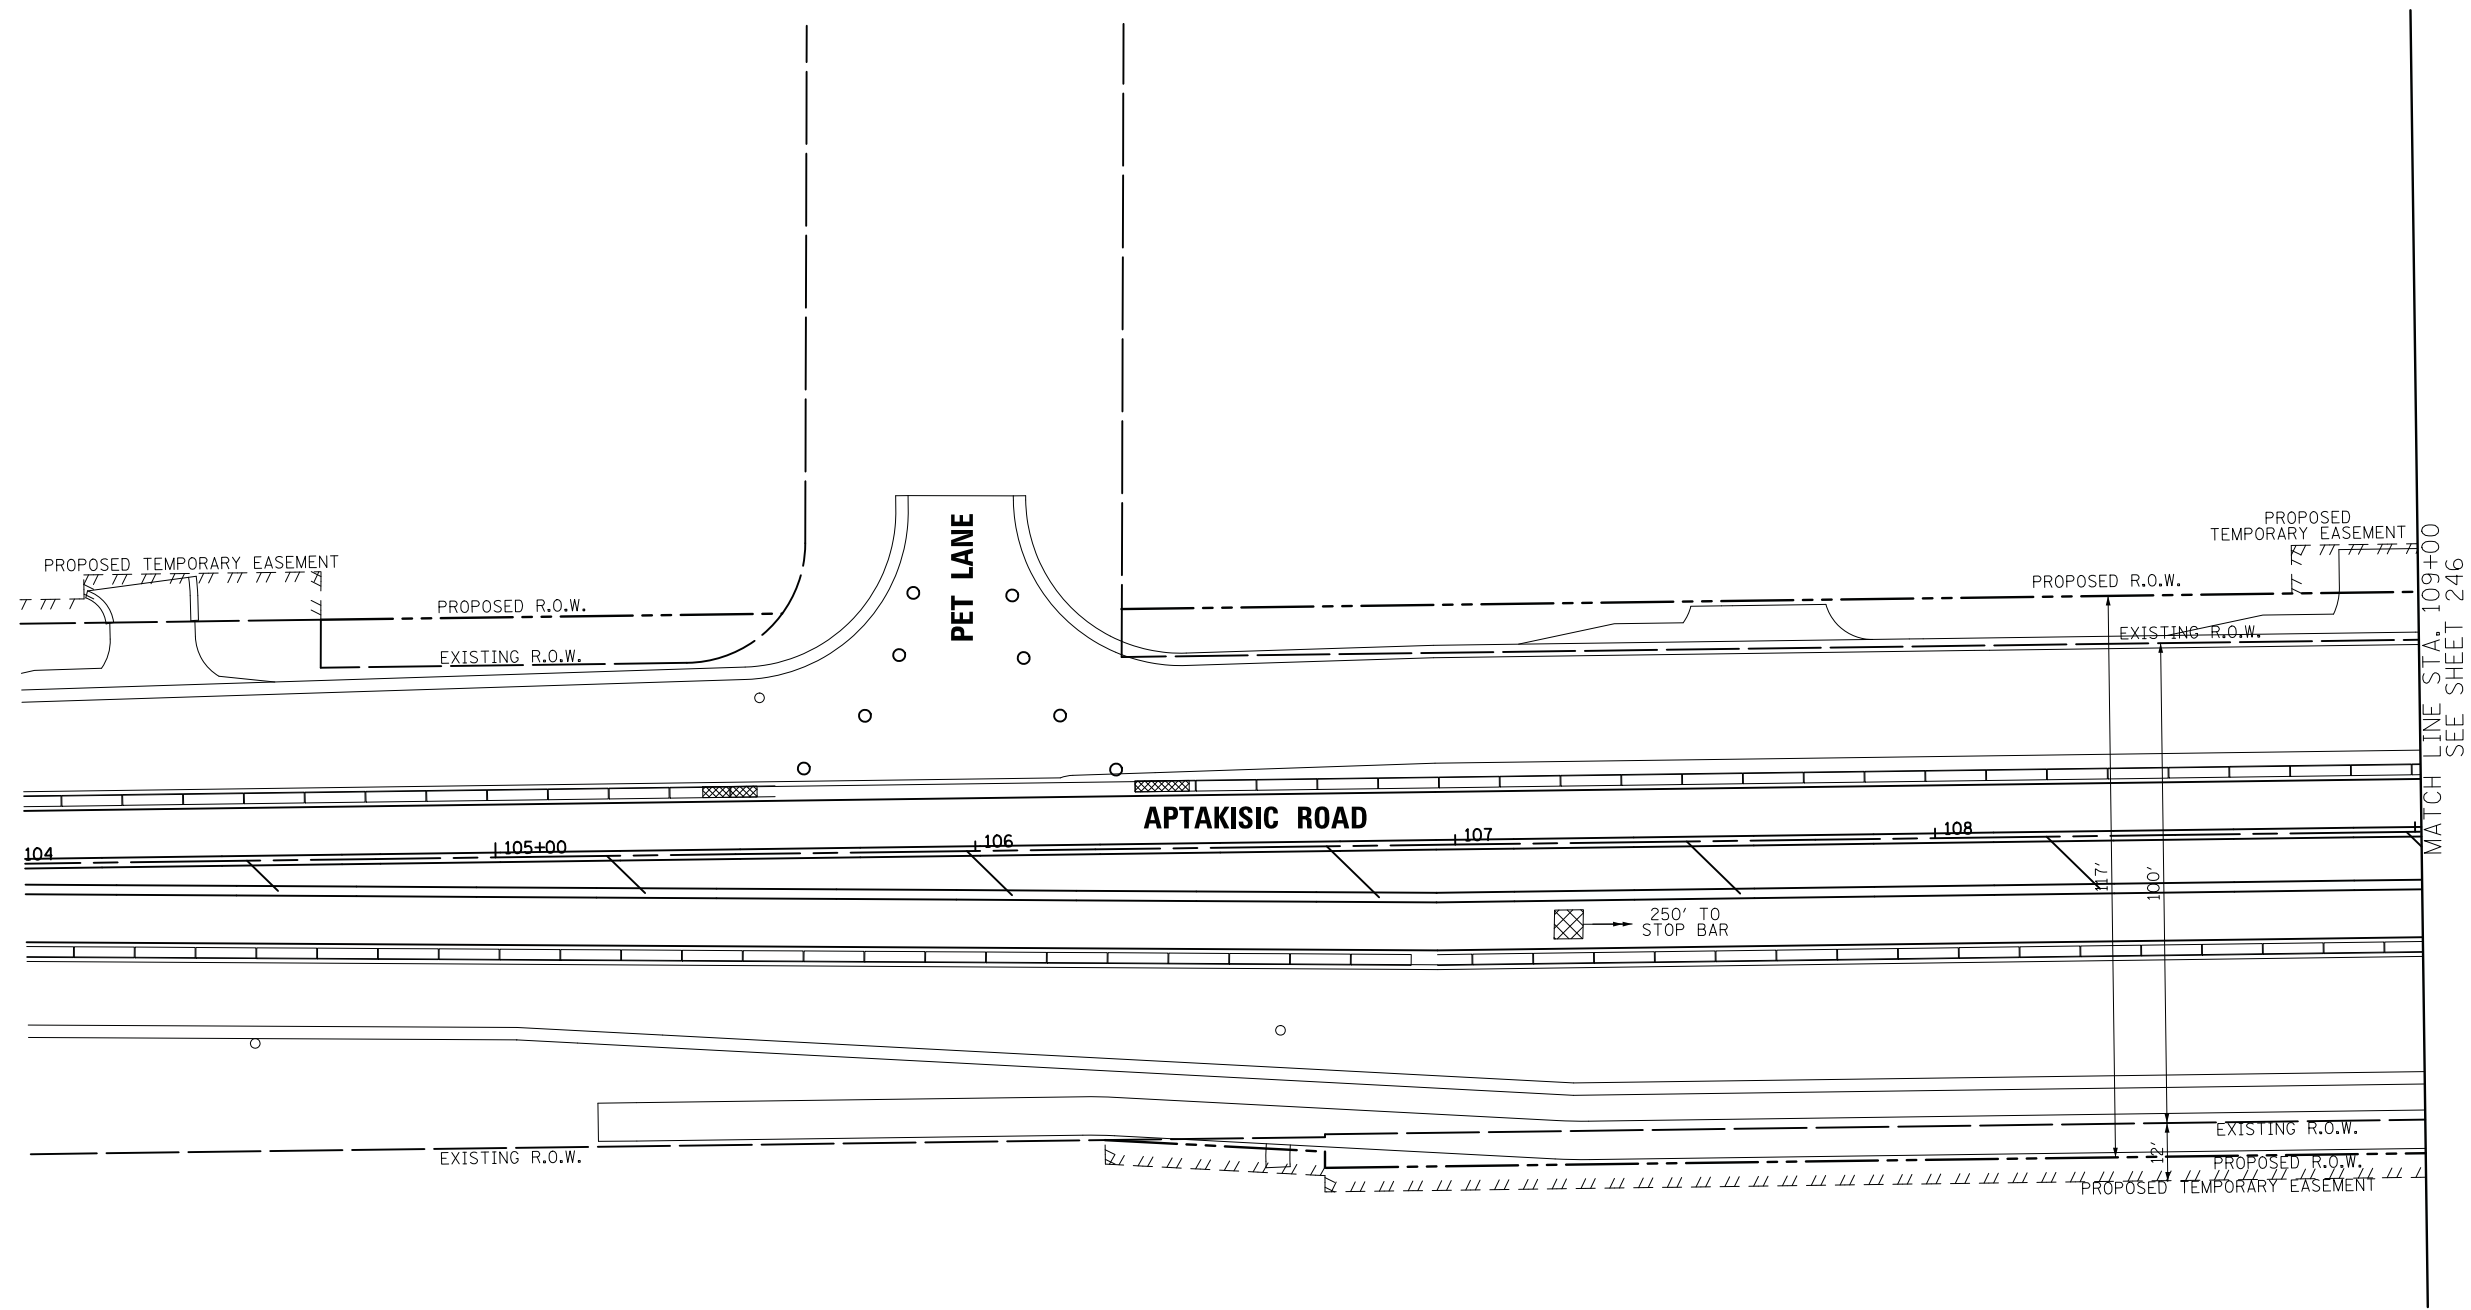 PROPOSED
TEMPORARY EASEMENT
PROPOSED TEMPORARY EASEMENT
PET LANE
PROPOSED R.O.W.
PROPOSED R.O.W.
EXISTING R.O.W.
EXISTING R.O.W.
MATCH LINE STA. 109+00
SEE SHEET 246
APTAKISIC ROAD
104
105+00
106
107
108
117'
100'
250' TO
STOP BAR
EXISTING R.O.W.
EXISTING R.O.W.
12'
PROPOSED R.O.W.
PROPOSED TEMPORARY EASEMENT